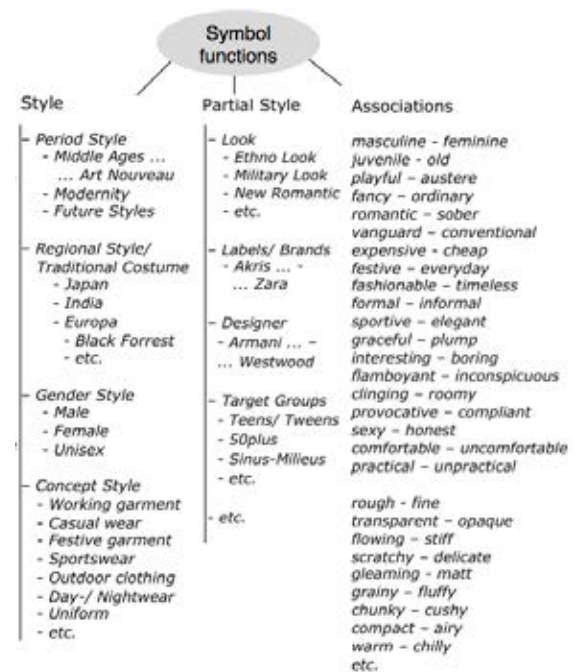 Symbol
functions
Style
– Period Style
- Middle Ages ...
... Art Nouveau
- Modernity
- Future Styles
– Regional Style/
Traditional Costume
- Japan
- India
- Europa
- Black Forrest
- etc.
– Gender Style
- Male
- Female
- Unisex
– Concept Style
- Working garment
- Casual wear
- Festive garment
- Sportswear
- Outdoor clothing
- Day-/ Nightwear
- Uniform
- etc.
Partial Style
– Look
- Ethno Look
- Military Look
- New Romantic
- etc.
– Labels/ Brands
- Akris ... -
... Zara
– Designer
- Armani ... –
... Westwood
– Target Groups
- Teens/ Tweens
- 50plus
- Sinus-Milieus
- etc.
- etc.
Associations
masculine - feminine
juvenile - old
playful – austere
fancy – ordinary
romantic – sober
vanguard – conventional
expensive - cheap
festive – everyday
fashionable – timeless
formal – informal
sportive – elegant
graceful – plump
interesting – boring
flamboyant – inconspicuous
clinging – roomy
provocative – compliant
sexy – honest
comfortable – uncomfortable
practical – unpractical
rough - fine
transparent – opaque
flowing – stiff
scratchy – delicate
gleaming - matt
grainy – fluffy
chunky – cushy
compact – airy
warm – chilly
etc.